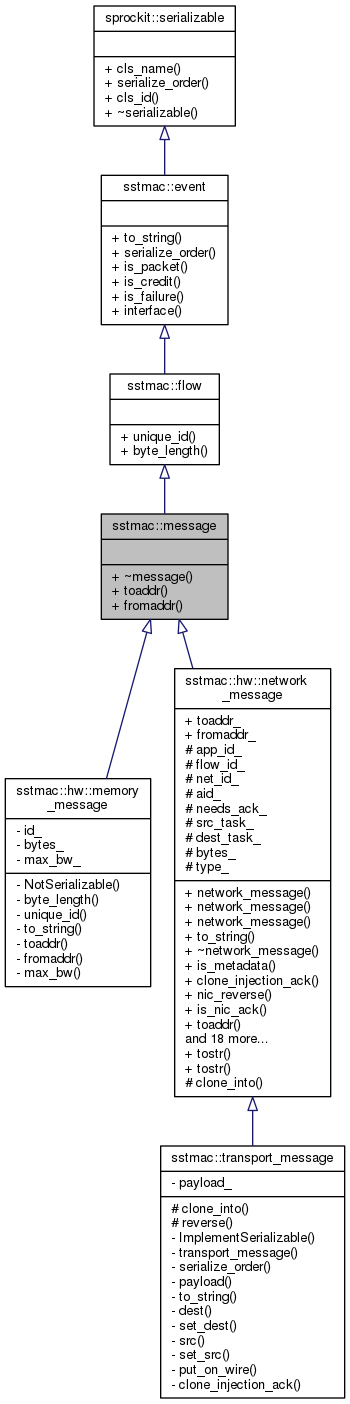 sprockit::serializable
+ cls_name()
+ serialize_order()
+ cls_id()
+ ~serializable()
sstmac::event
+ to_string()
+ serialize_order()
+ is_packet()
+ is_credit()
+ is_failure()
+ interface()
sstmac::flow
+ unique_id()
+ byte_length()
sstmac::message
+ ~message()
+ toaddr()
+ fromaddr()
sstmac::hw::memory
_message
- id_
- bytes_
- max_bw_
- NotSerializable()
- byte_length()
- unique_id()
- to_string()
- toaddr()
- fromaddr()
- max_bw()
sstmac::hw::network
_message
+ toaddr_
+ fromaddr_
# app_id_
# flow_id_
# net_id_
# aid_
# needs_ack_
# src_task_
# dest_task_
# bytes_
# type_
+ network_message()
+ network_message()
+ network_message()
+ to_string()
+ ~network_message()
+ is_metadata()
+ clone_injection_ack()
+ nic_reverse()
+ is_nic_ack()
+ toaddr()
and 18 more...
+ tostr()
+ tostr()
# clone_into()
sstmac::transport_message
- payload_
# clone_into()
# reverse()
- ImplementSerializable()
- transport_message()
- serialize_order()
- payload()
- to_string()
- dest()
- set_dest()
- src()
- set_src()
- put_on_wire()
- clone_injection_ack()